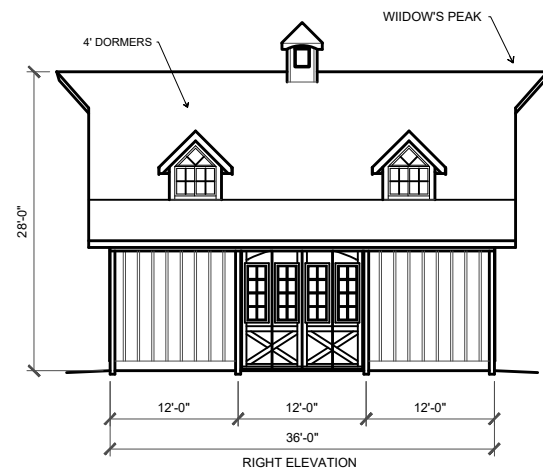 WIIDOW'S PEAK
4' DORMERS
28'-0"
12'-0" 12'-0" 12'-0"
36'-0"
RIGHT ELEVATION